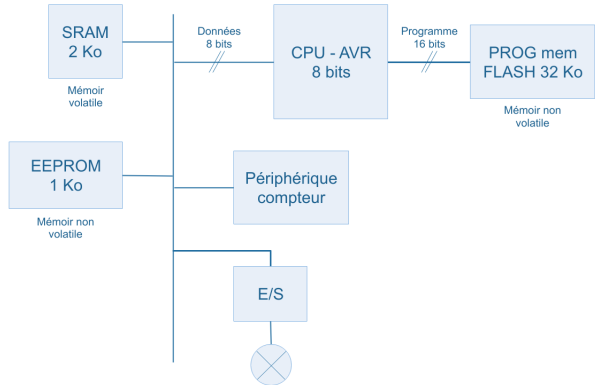 SRAM
2 Ko
Mémoir
volatile
Données
8 bits
CPU - AVR
8 bits
Programme
16 bits
PROG mem
FLASH 32 Ko
Mémoir non
volatile
EEPROM
1 Ko
Mémoir non
volatile
Périphérique
compteur
E/S